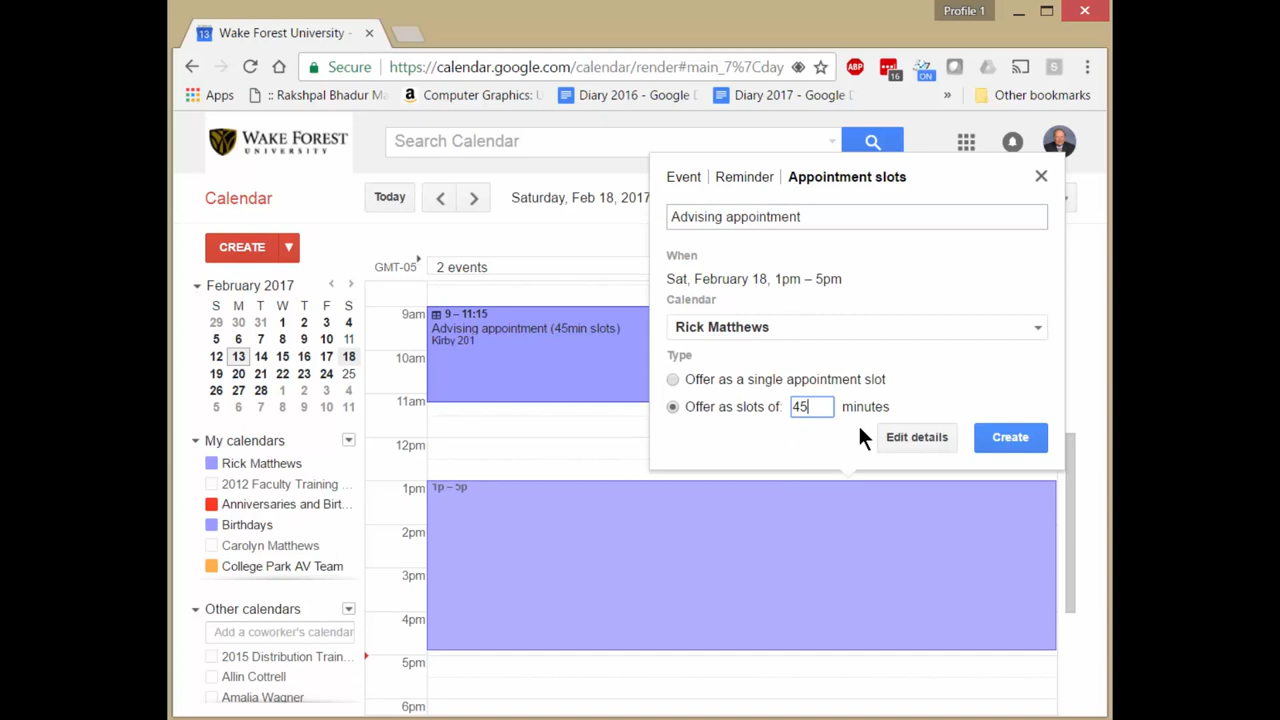 Profile 1
13 Wake Forest University -
Secure https://calendar.google.com/calendar/render#main_7%7Cday
ABP 16 ON S
Apps :: Rakshpal Bhadur Ma Computer Graphics: U Diary 2016 - Google D Diary 2017 - Google D » Other bookmarks
WAKE FOREST
UNIVERSITY
Search Calendar
Calendar
Today
Saturday, Feb 18, 2017
Event | Reminder | Appointment slots
Advising appointment
When
Sat, February 18, 1pm – 5pm
Calendar
Rick Matthews
Type
Offer as a single appointment slot
Offer as slots of: 45 minutes
Edit details
Create
CREATE
February 2017
S M T W T F S
29 30 31 1 2 3 4
5 6 7 8 9 10 11
12 13 14 15 16 17 18
19 20 21 22 23 24 25
26 27 28 1 2 3 4
5 6 7 8 9 10 11
My calendars
Rick Matthews
2012 Faculty Training ...
Anniversaries and Birt...
Birthdays
Carolyn Matthews
College Park AV Team
Other calendars
Add a coworker's calendar
2015 Distribution Train...
Allin Cottrell
Amalia Wagner
GMT-05
2 events
9am
9 – 11:15
Advising appointment (45min slots)
Kirby 201
10am
11am
12pm
1pm
1p – 5p
2pm
3pm
4pm
5pm
6pm